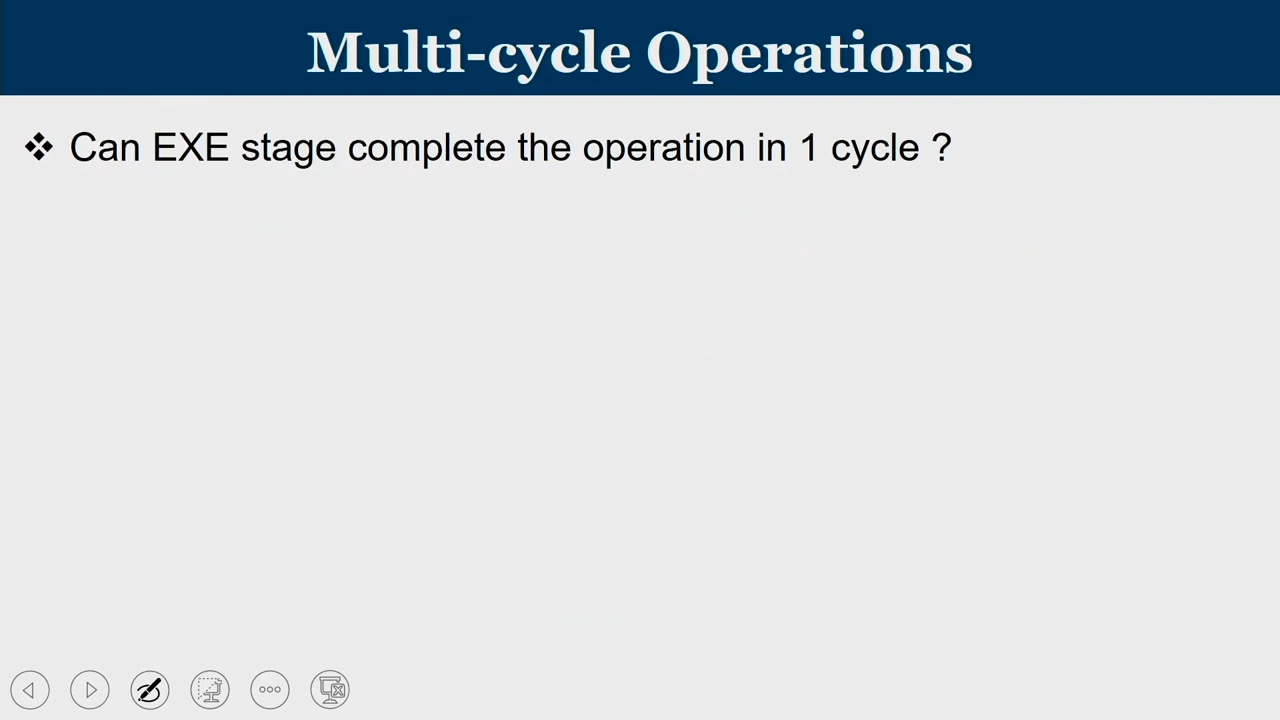 Multi-cycle Operations
❖ Can EXE stage complete the operation in 1 cycle ?